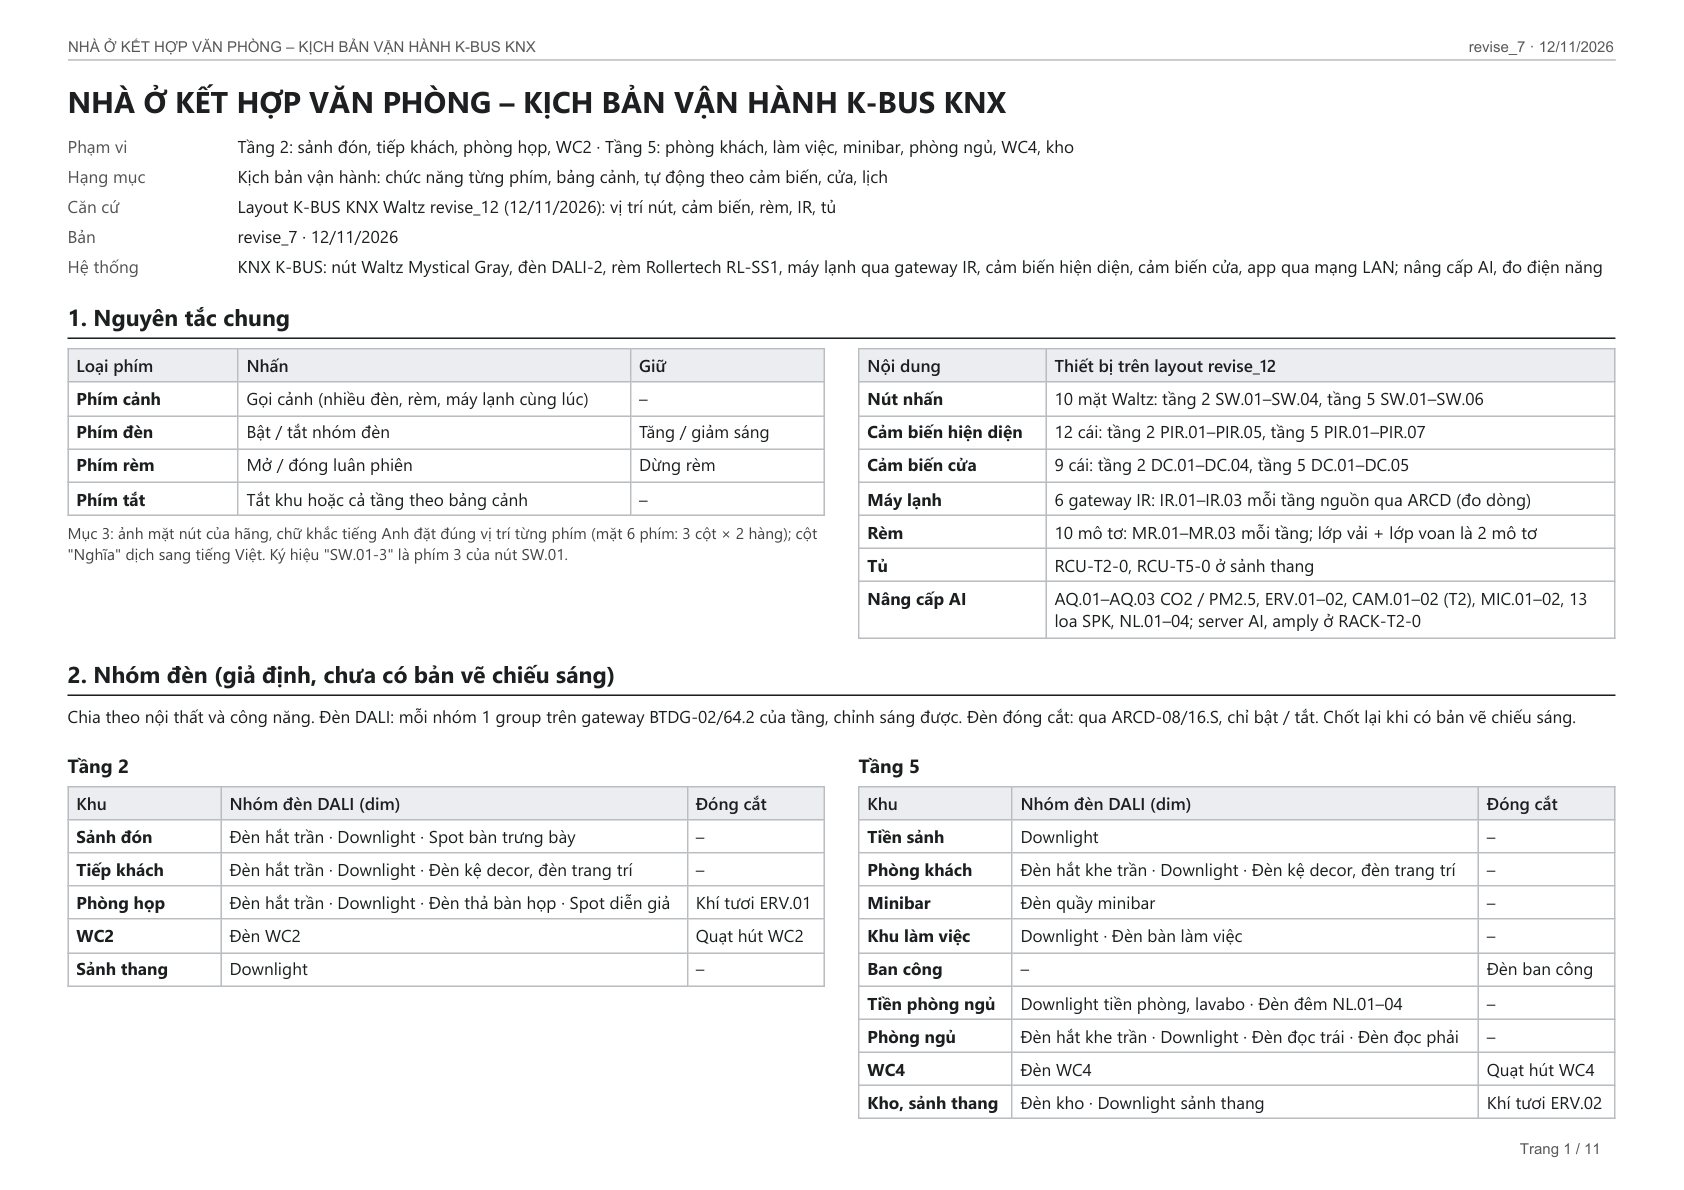 NHÀ Ở KẾT HỢP VĂN PHÒNG – KỊCH BẢN VẬN HÀNH K-BUS KNX
revise_7 · 12/11/2026
NHÀ Ở KẾT HỢP VĂN PHÒNG – KỊCH BẢN VẬN HÀNH K-BUS KNX
Phạm vi Tầng 2: sảnh đón, tiếp khách, phòng họp, WC2 · Tầng 5: phòng khách, làm việc, minibar, phòng ngủ, WC4, kho
Hạng mục Kịch bản vận hành: chức năng từng phím, bảng cảnh, tự động theo cảm biến, cửa, lịch
Căn cứ Layout K-BUS KNX Waltz revise_12 (12/11/2026): vị trí nút, cảm biến, rèm, IR, tủ
Bản revise_7 · 12/11/2026
Hệ thống KNX K-BUS: nút Waltz Mystical Gray, đèn DALI-2, rèm Rollertech RL-SS1, máy lạnh qua gateway IR, cảm biến hiện diện, cảm biến cửa, app qua mạng LAN; nâng cấp AI, đo điện năng
1. Nguyên tắc chung
Loại phím Nhấn Giữ
Phím cảnh Gọi cảnh (nhiều đèn, rèm, máy lạnh cùng lúc) –
Phím đèn Bật / tắt nhóm đèn Tăng / giảm sáng
Phím rèm Mở / đóng luân phiên Dừng rèm
Phím tắt Tắt khu hoặc cả tầng theo bảng cảnh –
Mục 3: ảnh mặt nút của hãng, chữ khắc tiếng Anh đặt đúng vị trí từng phím (mặt 6 phím: 3 cột × 2 hàng); cột
"Nghĩa" dịch sang tiếng Việt. Ký hiệu "SW.01-3" là phím 3 của nút SW.01.
Nội dung Thiết bị trên layout revise_12
Nút nhấn 10 mặt Waltz: tầng 2 SW.01–SW.04, tầng 5 SW.01–SW.06
Cảm biến hiện diện 12 cái: tầng 2 PIR.01–PIR.05, tầng 5 PIR.01–PIR.07
Cảm biến cửa 9 cái: tầng 2 DC.01–DC.04, tầng 5 DC.01–DC.05
Máy lạnh 6 gateway IR: IR.01–IR.03 mỗi tầng nguồn qua ARCD (đo dòng)
Rèm 10 mô tơ: MR.01–MR.03 mỗi tầng; lớp vải + lớp voan là 2 mô tơ
Tủ RCU-T2-0, RCU-T5-0 ở sảnh thang
Nâng cấp AI AQ.01–AQ.03 CO2 / PM2.5, ERV.01–02, CAM.01–02 (T2), MIC.01–02, 13
loa SPK, NL.01–04; server AI, amply ở RACK-T2-0
2. Nhóm đèn (giả định, chưa có bản vẽ chiếu sáng)
Chia theo nội thất và công năng. Đèn DALI: mỗi nhóm 1 group trên gateway BTDG-02/64.2 của tầng, chỉnh sáng được. Đèn đóng cắt: qua ARCD-08/16.S, chỉ bật / tắt. Chốt lại khi có bản vẽ chiếu sáng.
Tầng 2
Khu Nhóm đèn DALI (dim) Đóng cắt
Sảnh đón Đèn hắt trần · Downlight · Spot bàn trưng bày –
Tiếp khách Đèn hắt trần · Downlight · Đèn kệ decor, đèn trang trí –
Phòng họp Đèn hắt trần · Downlight · Đèn thả bàn họp · Spot diễn giả Khí tươi ERV.01
WC2 Đèn WC2 Quạt hút WC2
Sảnh thang Downlight –
Tầng 5
Khu Nhóm đèn DALI (dim) Đóng cắt
Tiền sảnh Downlight –
Phòng khách Đèn hắt khe trần · Downlight · Đèn kệ decor, đèn trang trí –
Minibar Đèn quầy minibar –
Khu làm việc Downlight · Đèn bàn làm việc –
Ban công – Đèn ban công
Tiền phòng ngủ Downlight tiền phòng, lavabo · Đèn đêm NL.01–04 –
Phòng ngủ Đèn hắt khe trần · Downlight · Đèn đọc trái · Đèn đọc phải –
WC4 Đèn WC4 Quạt hút WC4
Kho, sảnh thang Đèn kho · Downlight sảnh thang Khí tươi ERV.02
Trang 1 / 11